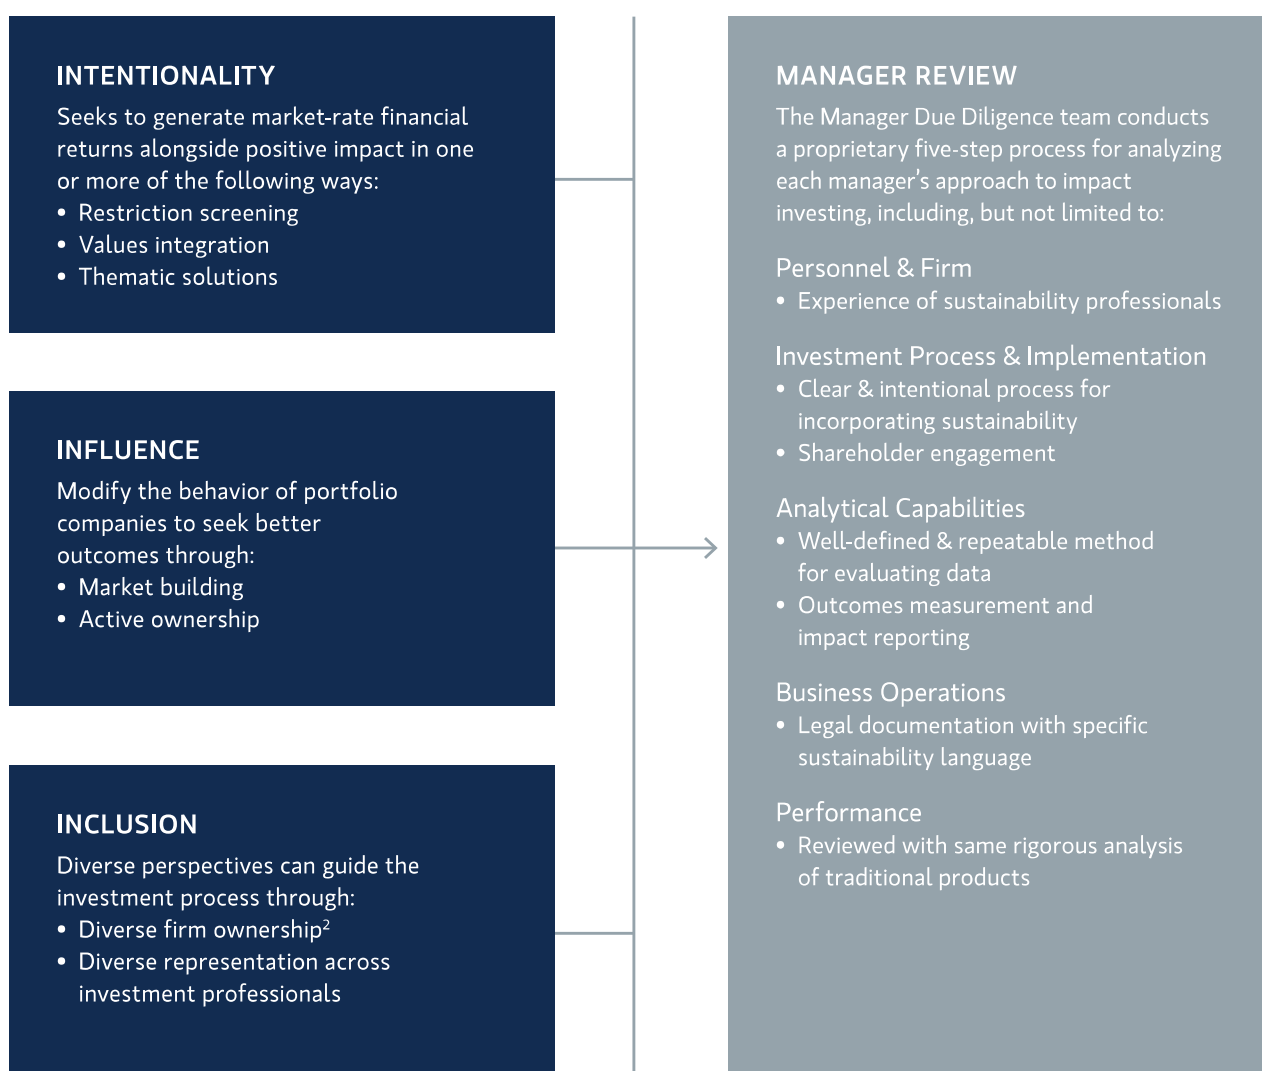 INTENTIONALITY
Seeks to generate market-rate financial
returns alongside positive impact in one
or more of the following ways:
• Restriction screening
• Values integration
• Thematic solutions
INFLUENCE
Modify the behavior of portfolio
companies to seek better
outcomes through:
• Market building
• Active ownership
INCLUSION
Diverse perspectives can guide the
investment process through:
• Diverse firm ownership²
• Diverse representation across
investment professionals
MANAGER REVIEW
The Manager Due Diligence team conducts
a proprietary five-step process for analyzing
each manager’s approach to impact
investing, including, but not limited to:
Personnel & Firm
• Experience of sustainability professionals
Investment Process & Implementation
• Clear & intentional process for
incorporating sustainability
• Shareholder engagement
Analytical Capabilities
• Well-defined & repeatable method
for evaluating data
• Outcomes measurement and
impact reporting
Business Operations
• Legal documentation with specific
sustainability language
Performance
• Reviewed with same rigorous analysis
of traditional products